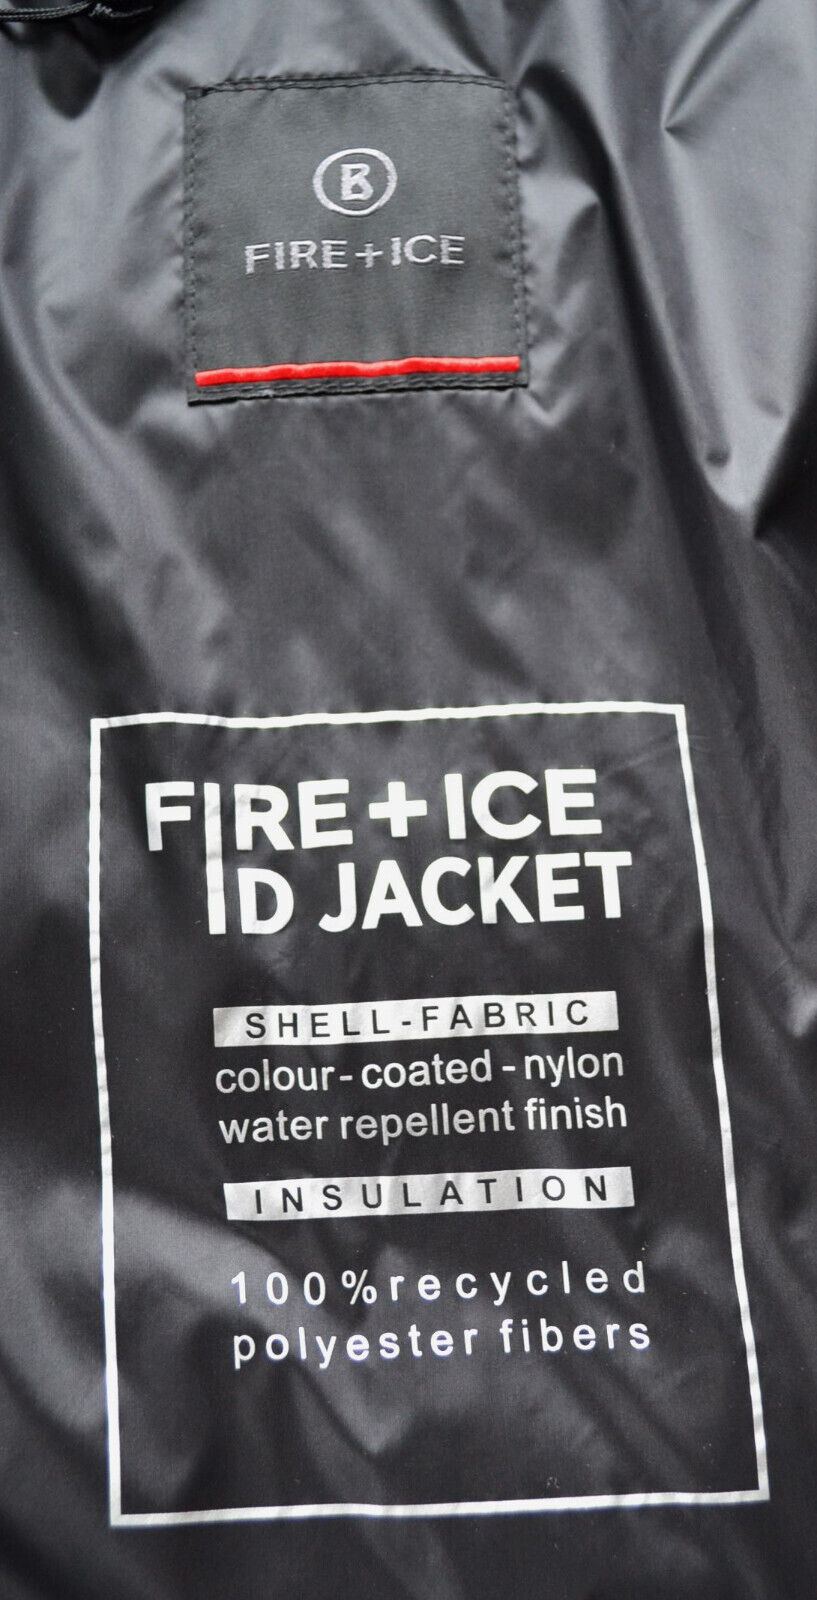 B
FIRE+ICE
FIRE+ICE
ID JACKET
SHELL-FABRIC
colour-coated-nylon
water repellent finish
INSULATION
100% recycled
polyester fibers